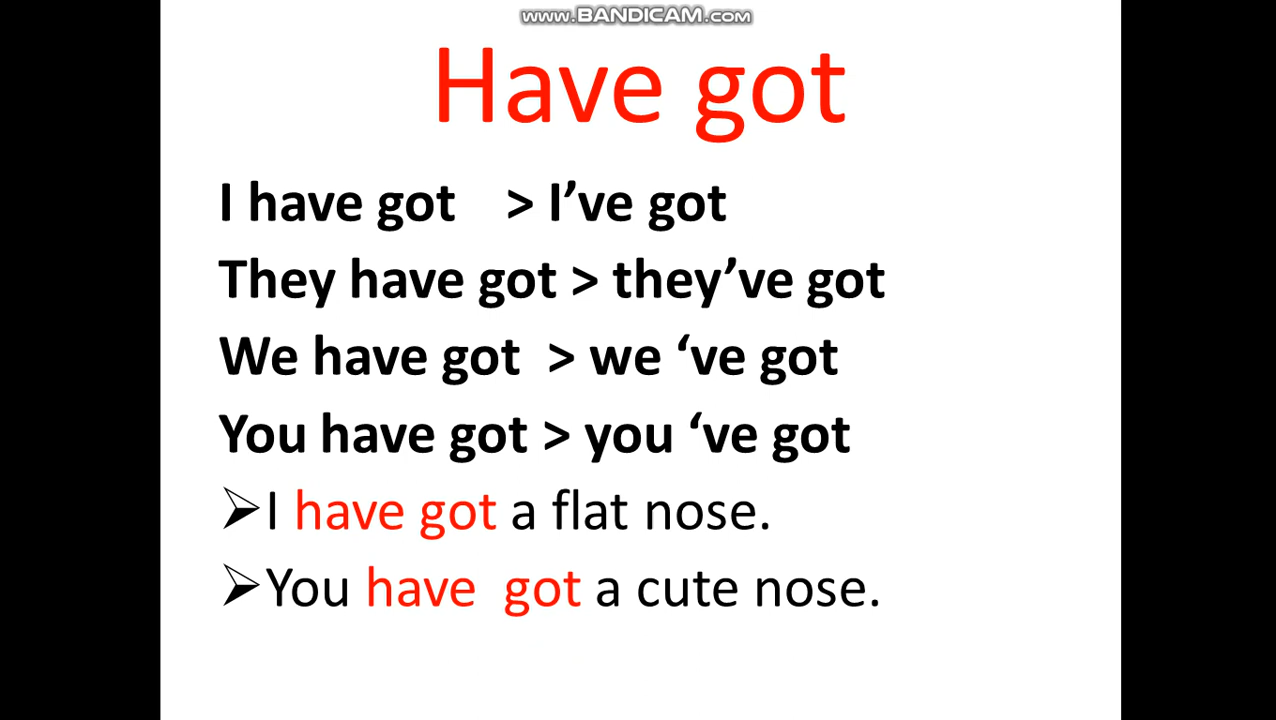 www.BANDICAM.com
Have got
I have got > I’ve got
They have got > they’ve got
We have got > we ‘ve got
You have got > you ‘ve got
➢I have got a flat nose.
➢You have got a cute nose.